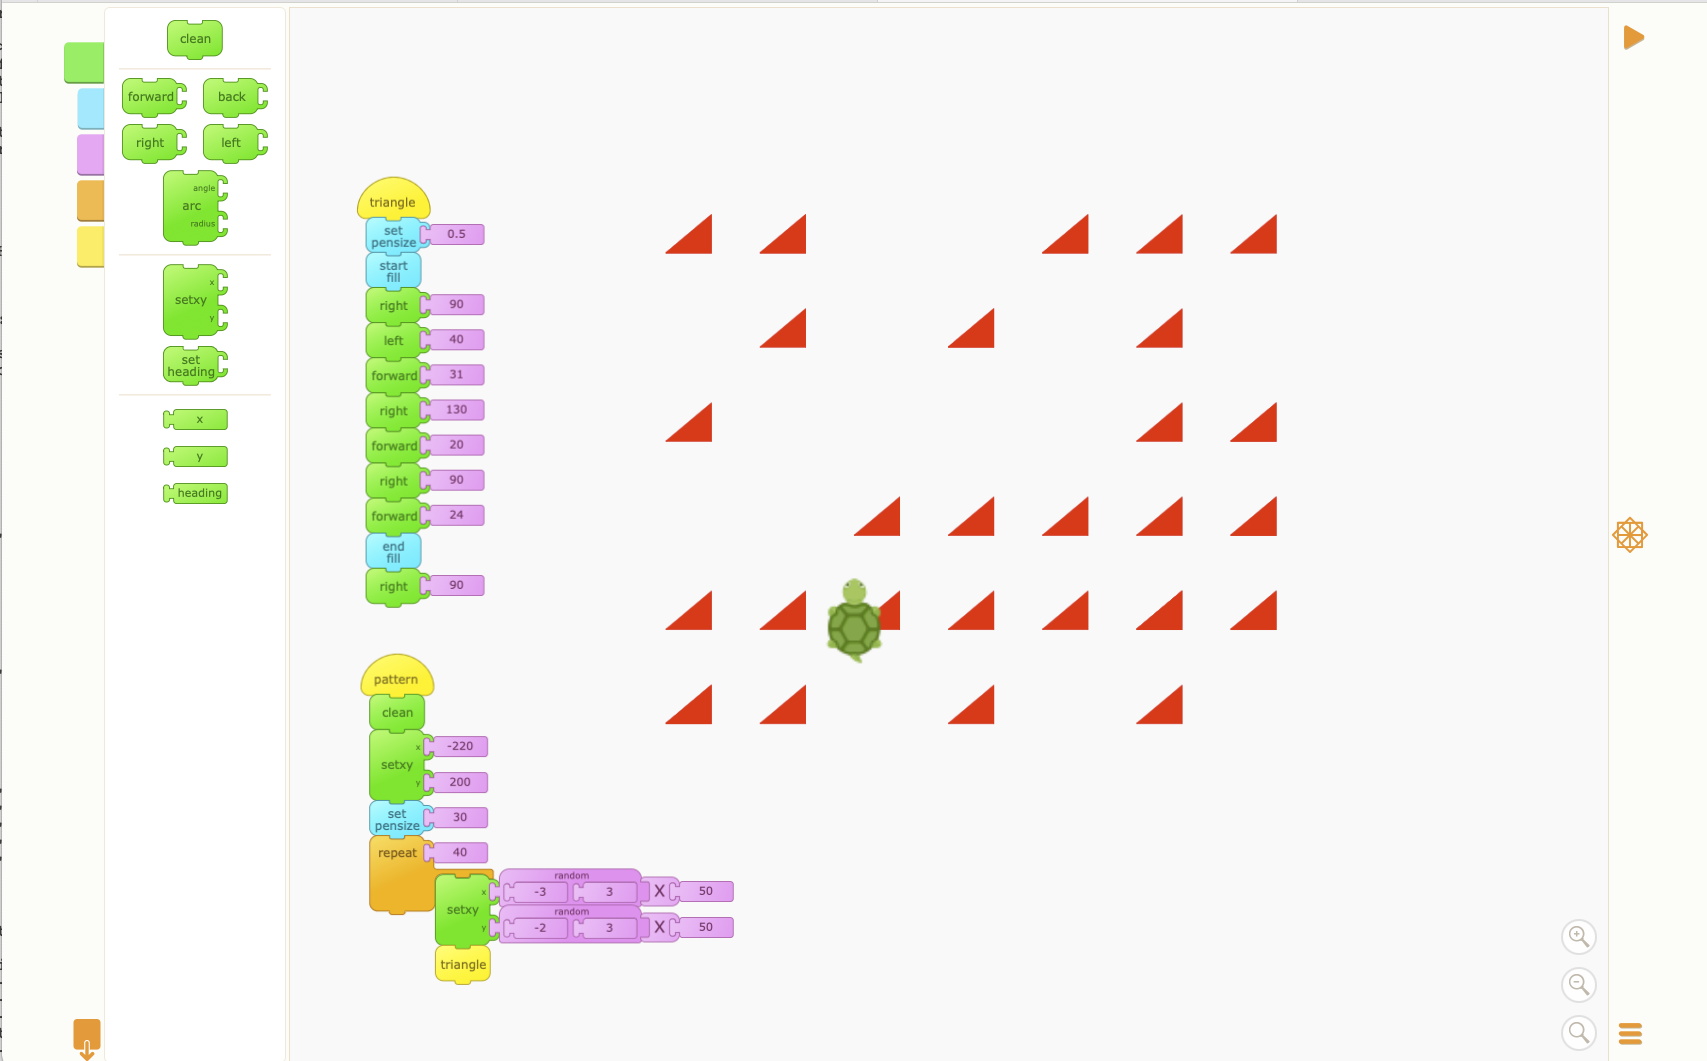 clean
forward back
right left
angle
arc
radius
x
setxy
y
set
heading
x
y
heading
triangle
set
pensize 0.5
start
fill
right 90
left 40
forward 31
right 130
forward 20
right 90
forward 24
end
fill
right 90
pattern
clean
x -220
setxy
y 200
set
pensize 30
repeat 40
random
x -3 3 X 50
setxy
random
y -2 3 X 50
triangle